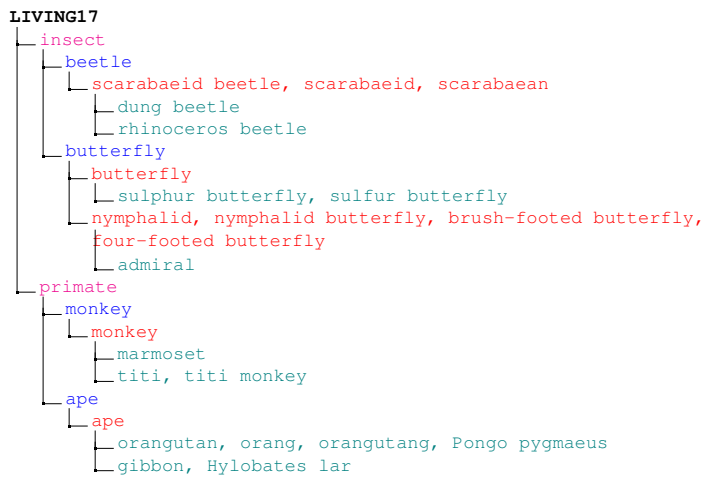 LIVING17
insect
beetle
scarabaeid beetle, scarabaeid, scarabaean
dung beetle
rhinoceros beetle
butterfly
butterfly
sulphur butterfly, sulfur butterfly
nymphalid, nymphalid butterfly, brush-footed butterfly,
four-footed butterfly
admiral
primate
monkey
monkey
marmoset
titi, titi monkey
ape
ape
orangutan, orang, orangutang, Pongo pygmaeus
gibbon, Hylobates lar